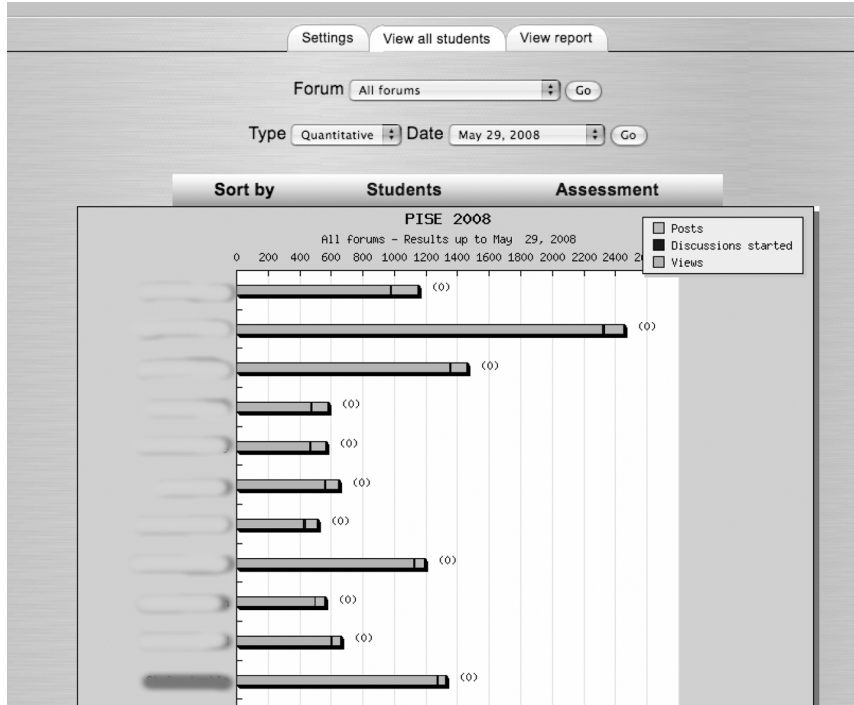 Settings View all students View report
Forum All forums Go
Type Quantitative Date May 29, 2008 Go
Sort by Students Assessment
PISE 2008
All forums - Results up to May 29, 2008
Posts
Discussions started
Views
0 200 400 600 800 1000 1200 1400 1600 1800 2000 2200 2400
(0)
(0)
(0)
(0)
(0)
(0)
(0)
(0)
(0)
(0)
(0)